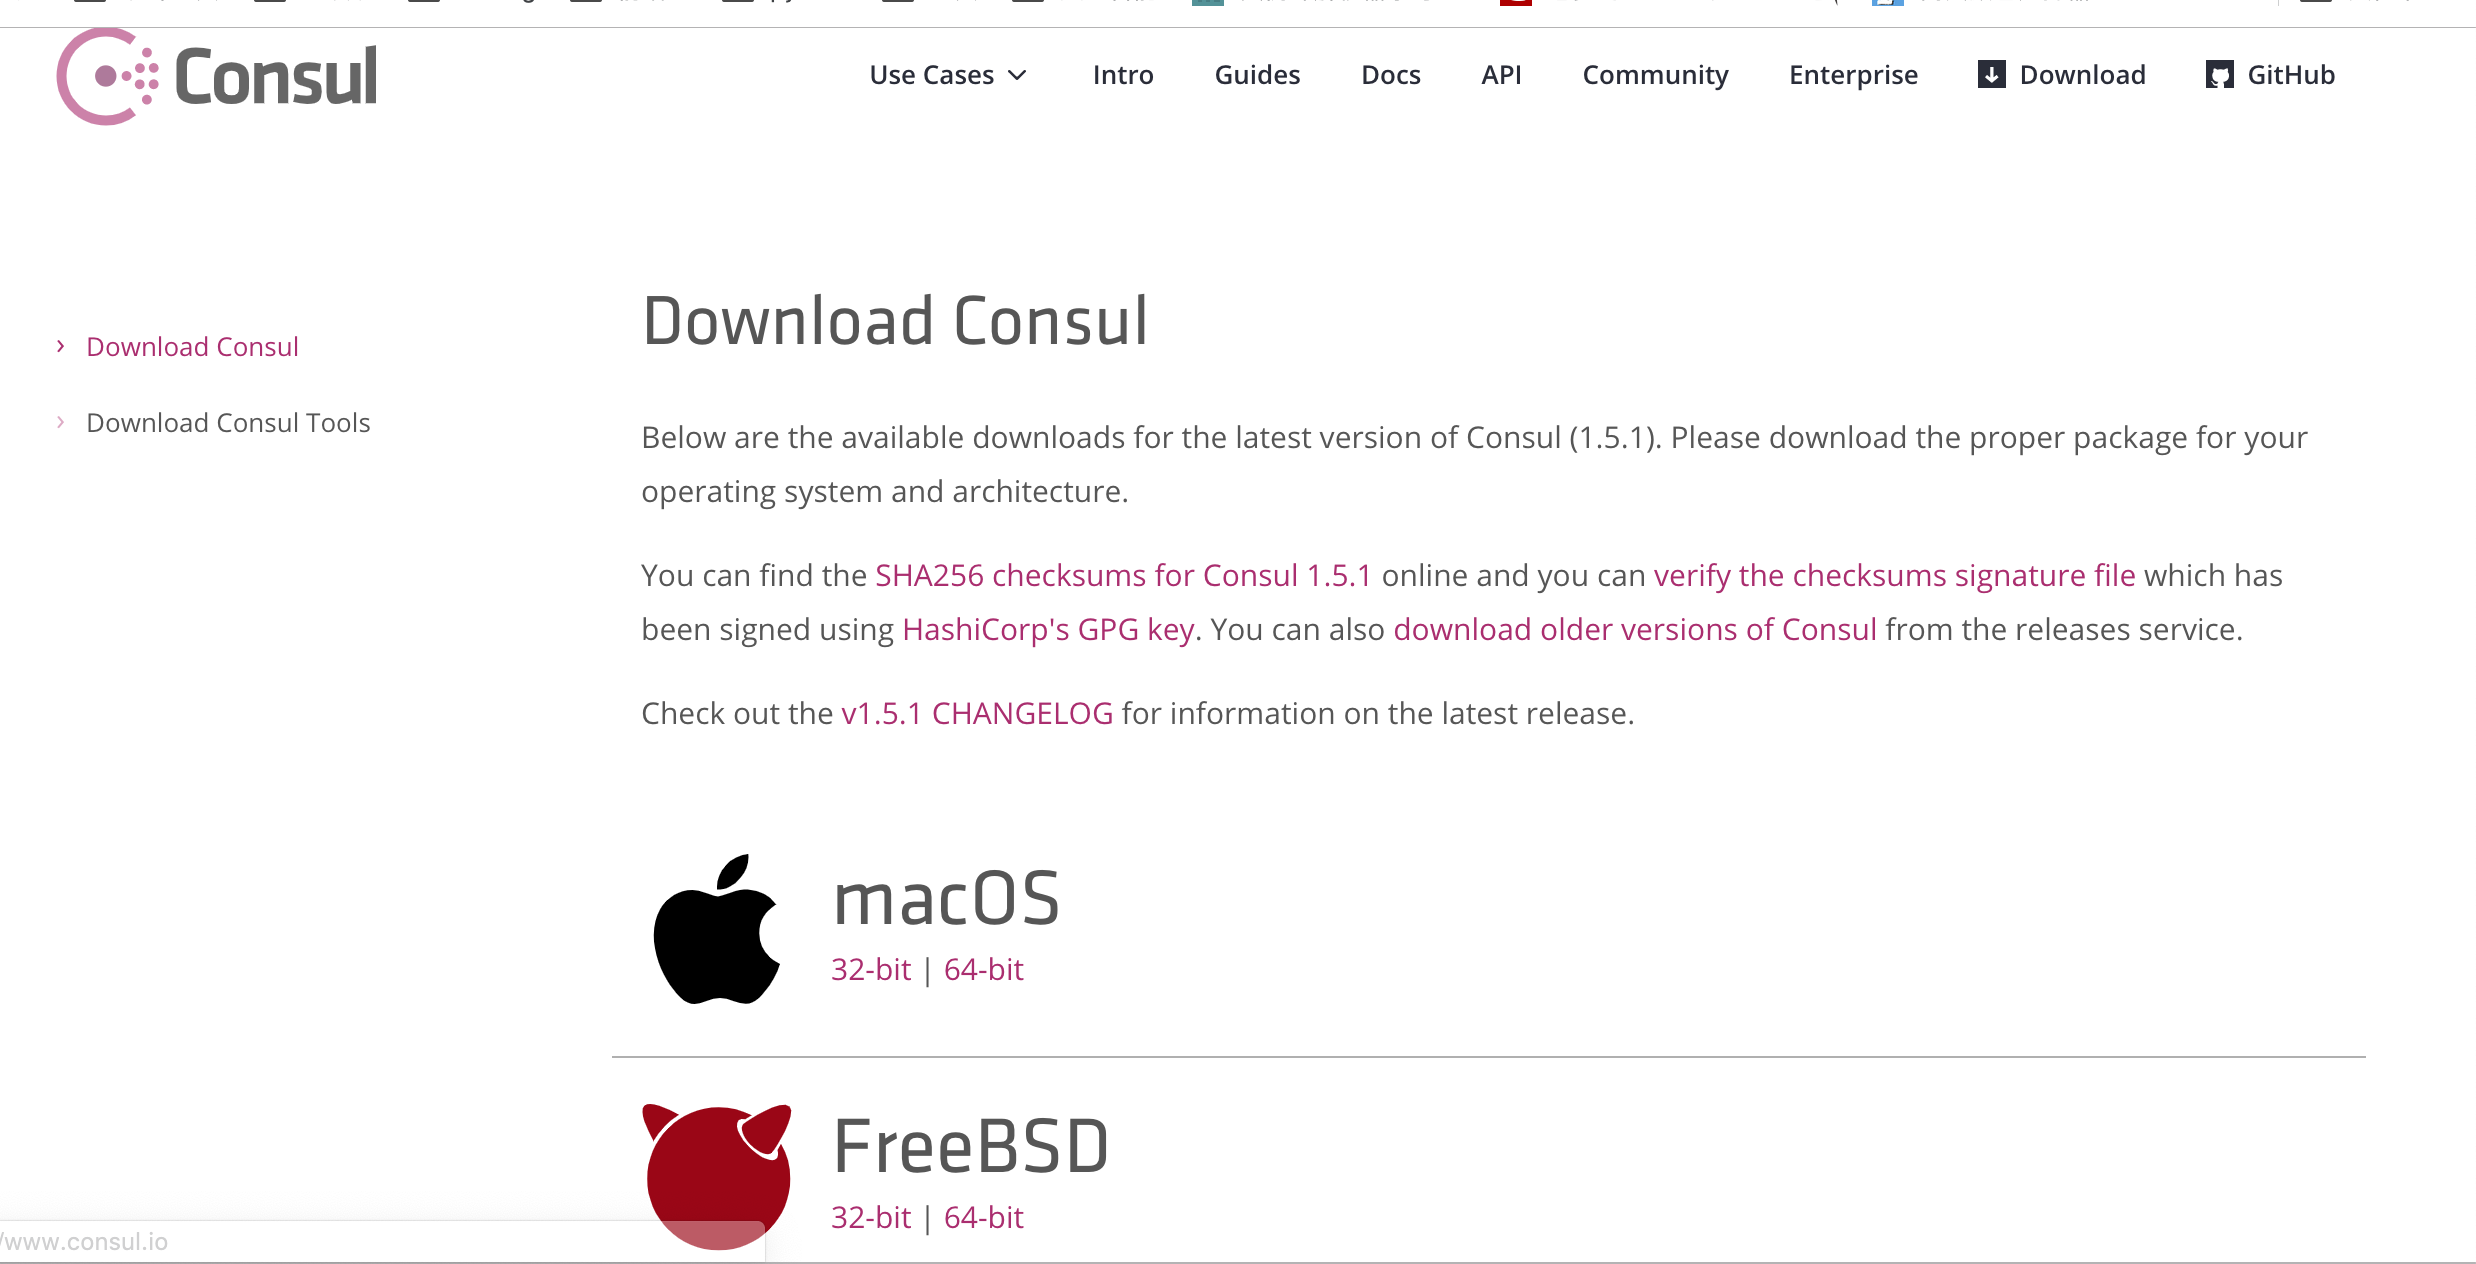 Consul
Use Cases Intro Guides Docs API Community Enterprise Download GitHub
Download Consul
Download Consul Tools
Download Consul
Below are the available downloads for the latest version of Consul (1.5.1). Please download the proper package for your
operating system and architecture.
You can find the SHA256 checksums for Consul 1.5.1 online and you can verify the checksums signature file which has
been signed using HashiCorp's GPG key. You can also download older versions of Consul from the releases service.
Check out the v1.5.1 CHANGELOG for information on the latest release.
macOS
32-bit | 64-bit
FreeBSD
32-bit | 64-bit
/www.consul.io